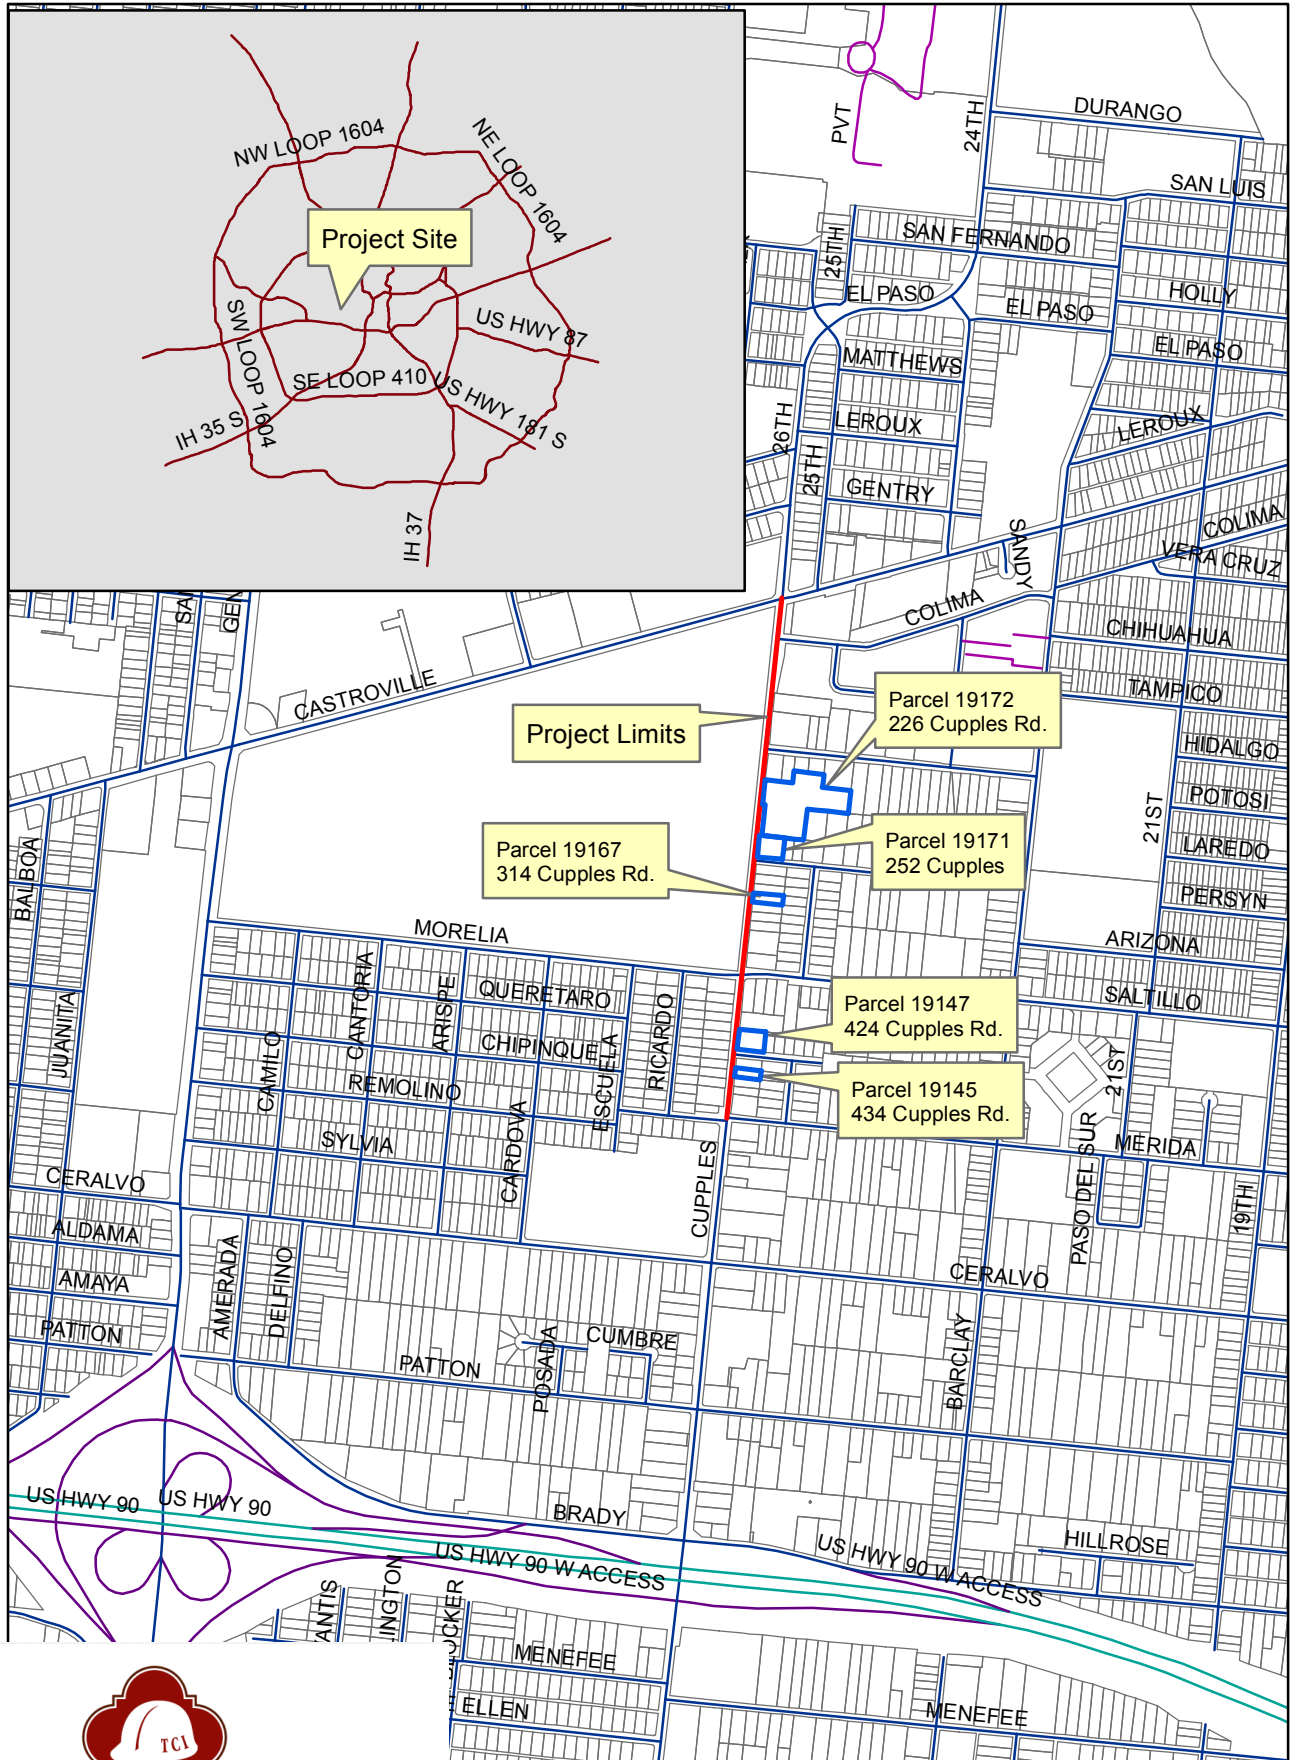 NW LOOP 1604
NE LOOP 1604
Project Site
SW LOOP 1604
US HWY 87
SE LOOP 410
US HWY 181 S
IH 35 S
IH 37
PVT
24TH
DURANGO
SAN LUIS
25TH
SAN FERNANDO
EL PASO
EL PASO
HOLLY
EL PASO
MATTHEWS
26TH
LEROUX
LEROUX
25TH
GENTRY
SANDY
COLIMA
VERA CRUZ
COLIMA
CHIHUAHUA
CASTROVILLE
TAMPICO
Parcel 19172
226 Cupples Rd.
Project Limits
HIDALGO
POTOSI
21ST
Parcel 19167
314 Cupples Rd.
Parcel 19171
252 Cupples
LAREDO
BALBOA
PERSYN
MORELIA
ARIZONA
CANTORIA
ARISPE
QUERETARO
RICARDO
SALTILLO
Parcel 19147
424 Cupples Rd.
JUANITA
CAMILO
CHIPINQUE
ESCUELA
REMOLINO
21ST
Parcel 19145
434 Cupples Rd.
SYLVIA
CARDOVA
CUPPLES
PASO DEL SUR
MERIDA
CERALVO
19TH
ALDAMA
AMERADA
DELFINO
AMAYA
CERALVO
PATTON
PATTON
POSADA
CUMBRE
BARCLAY
US HWY 90
US HWY 90
BRADY
US HWY 90 W ACCESS
US HWY 90 W ACCESS
HILLROSE
MENEFEE
ELLEN
MENEFEE
TCI